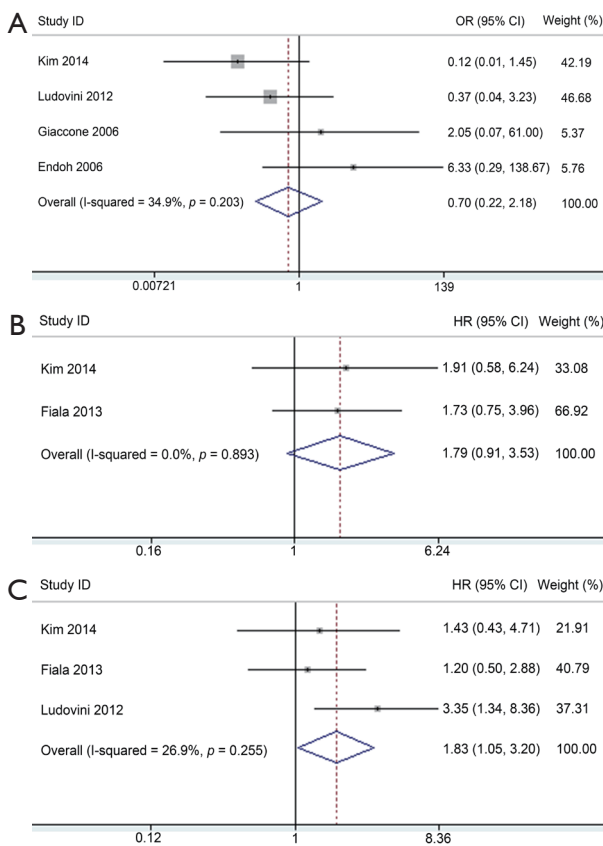 A
Study ID OR (95% CI) Weight (%)
Kim 2014 0.12 (0.01, 1.45) 42.19
Ludovini 2012 0.37 (0.04, 3.23) 46.68
Giaccone 2006 2.05 (0.07, 61.00) 5.37
Endoh 2006 6.33 (0.29, 138.67) 5.76
Overall (I-squared = 34.9%, p = 0.203) 0.70 (0.22, 2.18) 100.00
0.00721 1 139
B
Study ID HR (95% CI) Weight (%)
Kim 2014 1.91 (0.58, 6.24) 33.08
Fiala 2013 1.73 (0.75, 3.96) 66.92
Overall (I-squared = 0.0%, p = 0.893) 1.79 (0.91, 3.53) 100.00
0.16 1 6.24
C
Study ID HR (95% CI) Weight (%)
Kim 2014 1.43 (0.43, 4.71) 21.91
Fiala 2013 1.20 (0.50, 2.88) 40.79
Ludovini 2012 3.35 (1.34, 8.36) 37.31
Overall (I-squared = 26.9%, p = 0.255) 1.83 (1.05, 3.20) 100.00
0.12 1 8.36